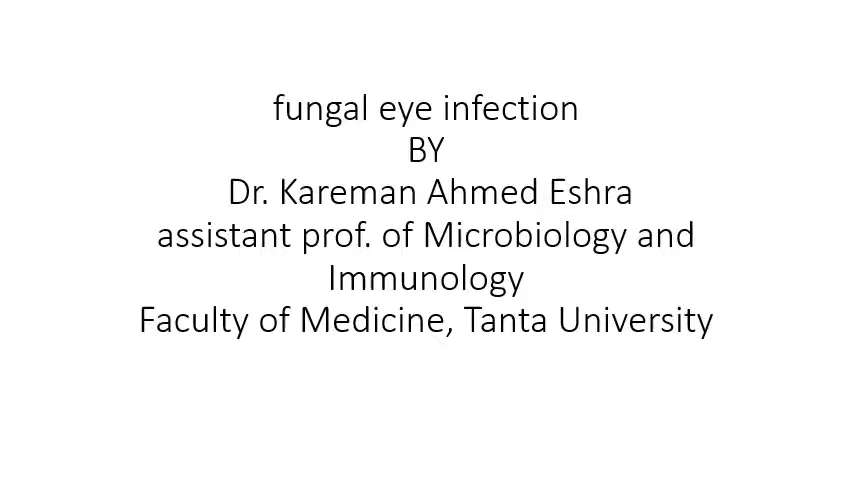 fungal eye infection
BY
Dr. Kareman Ahmed Eshra
assistant prof. of Microbiology and
Immunology
Faculty of Medicine, Tanta University